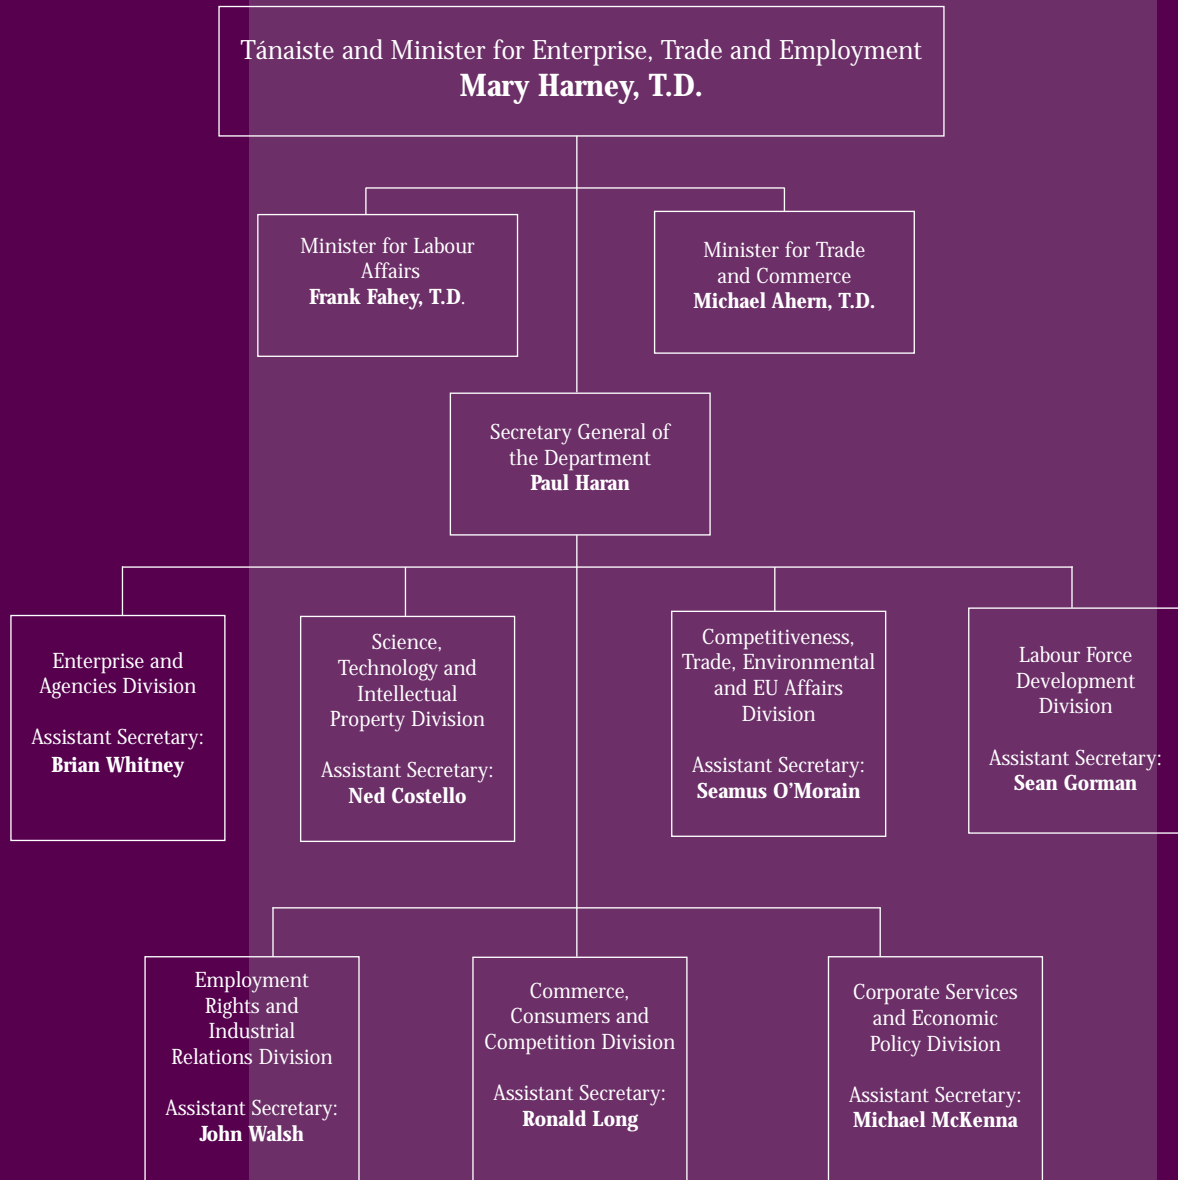 Tánaiste and Minister for Enterprise, Trade and Employment
Mary Harney, T.D.
Minister for Labour
Affairs
Frank Fahey, T.D.
Minister for Trade
and Commerce
Michael Ahern, T.D.
Secretary General of
the Department
Paul Haran
Enterprise and
Agencies Division
Assistant Secretary:
Brian Whitney
Science,
Technology and
Intellectual
Property Division
Assistant Secretary:
Ned Costello
Competitiveness,
Trade, Environmental
and EU Affairs
Division
Assistant Secretary:
Seamus O'Morain
Labour Force
Development
Division
Assistant Secretary:
Sean Gorman
Employment
Rights and
Industrial
Relations Division
Assistant Secretary:
John Walsh
Commerce,
Consumers and
Competition Division
Assistant Secretary:
Ronald Long
Corporate Services
and Economic
Policy Division
Assistant Secretary:
Michael McKenna